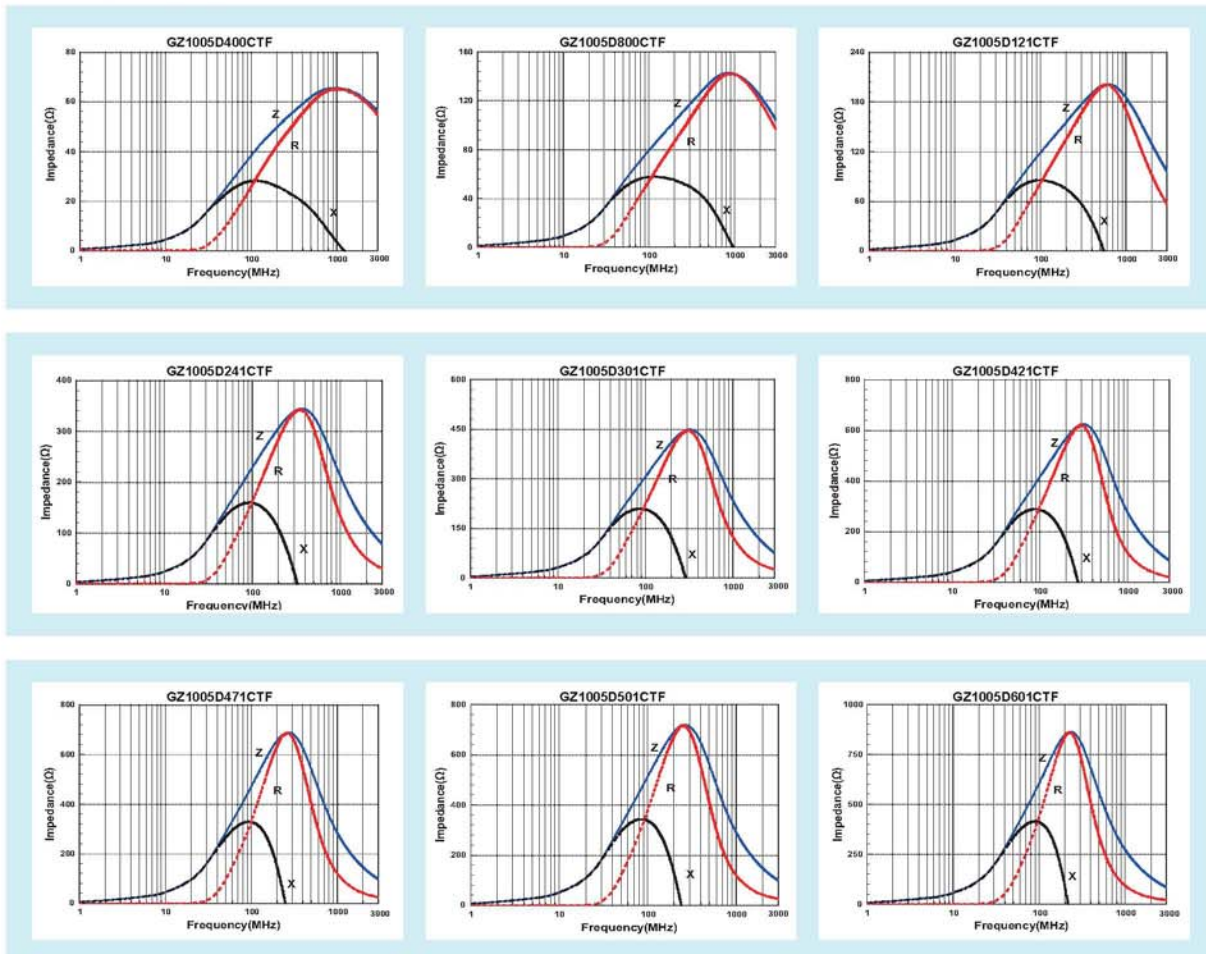 GZ1005D400CTF
80
60
40
20
0
Impedance(Ω)
Z
R
X
1 10 100 1000 3000
Frequency(MHz)
GZ1005D800CTF
160
120
80
40
0
Impedance(Ω)
Z
R
X
1 10 100 1000 3000
Frequency(MHz)
GZ1005D121CTF
240
180
120
60
0
Impedance(Ω)
Z
R
X
1 10 100 1000 3000
Frequency(MHz)
GZ1005D241CTF
400
300
200
100
0
Impedance(Ω)
Z
R
X
1 10 100 1000 3000
Frequency(MHz)
GZ1005D301CTF
600
450
300
150
0
Impedance(Ω)
Z
R
X
1 10 100 1000 3000
Frequency(MHz)
GZ1005D421CTF
800
600
400
200
0
Impedance(Ω)
Z
R
X
1 10 100 1000 3000
Frequency(MHz)
GZ1005D471CTF
800
600
400
200
0
Impedance(Ω)
Z
R
X
1 10 100 1000 3000
Frequency(MHz)
GZ1005D501CTF
800
600
400
200
0
Impedance(Ω)
Z
R
X
1 10 100 1000 3000
Frequency(MHz)
GZ1005D601CTF
1000
750
500
250
0
Impedance(Ω)
Z
R
X
1 10 100 1000 3000
Frequency(MHz)